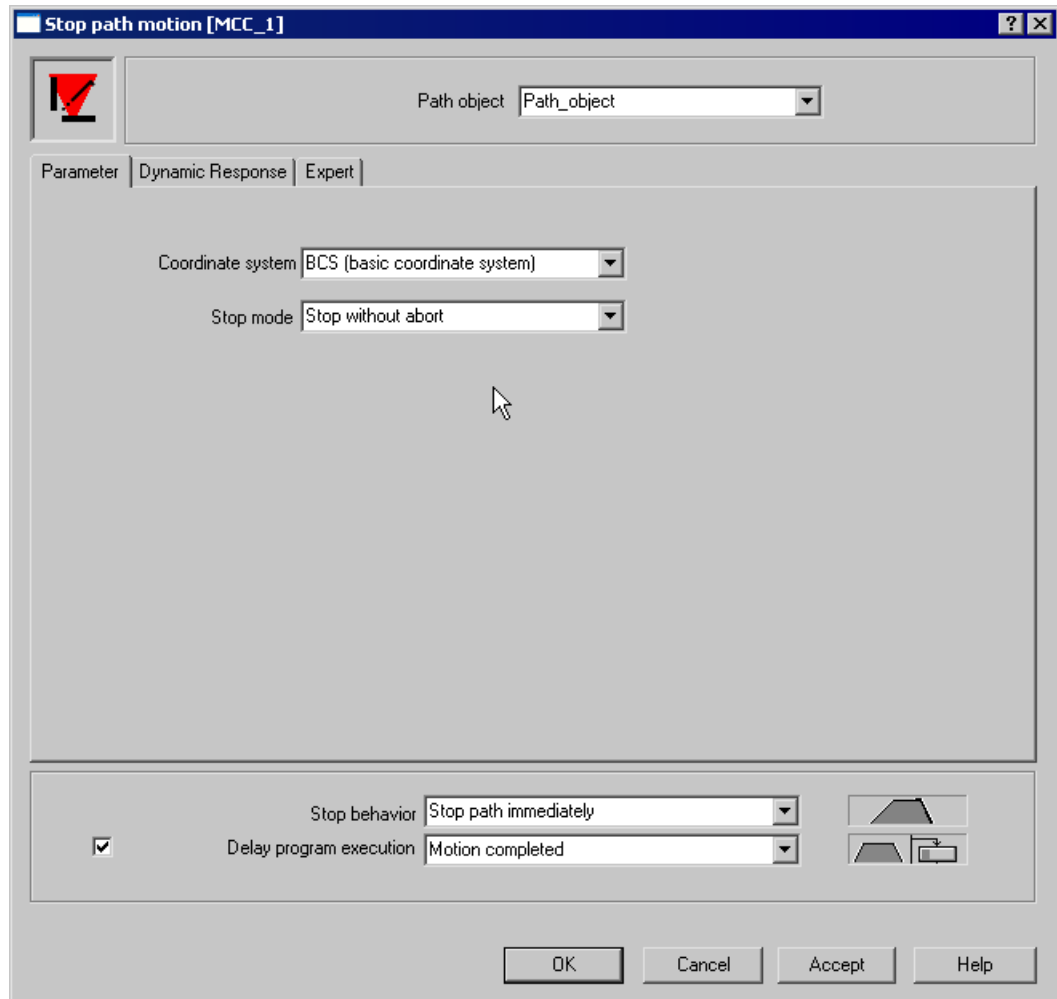 Stop path motion [MCC_1]
Path object Path_object
Parameter Dynamic Response Expert
Coordinate system BCS (basic coordinate system)
Stop mode Stop without abort
Stop behavior Stop path immediately
Delay program execution Motion completed
OK Cancel Accept Help